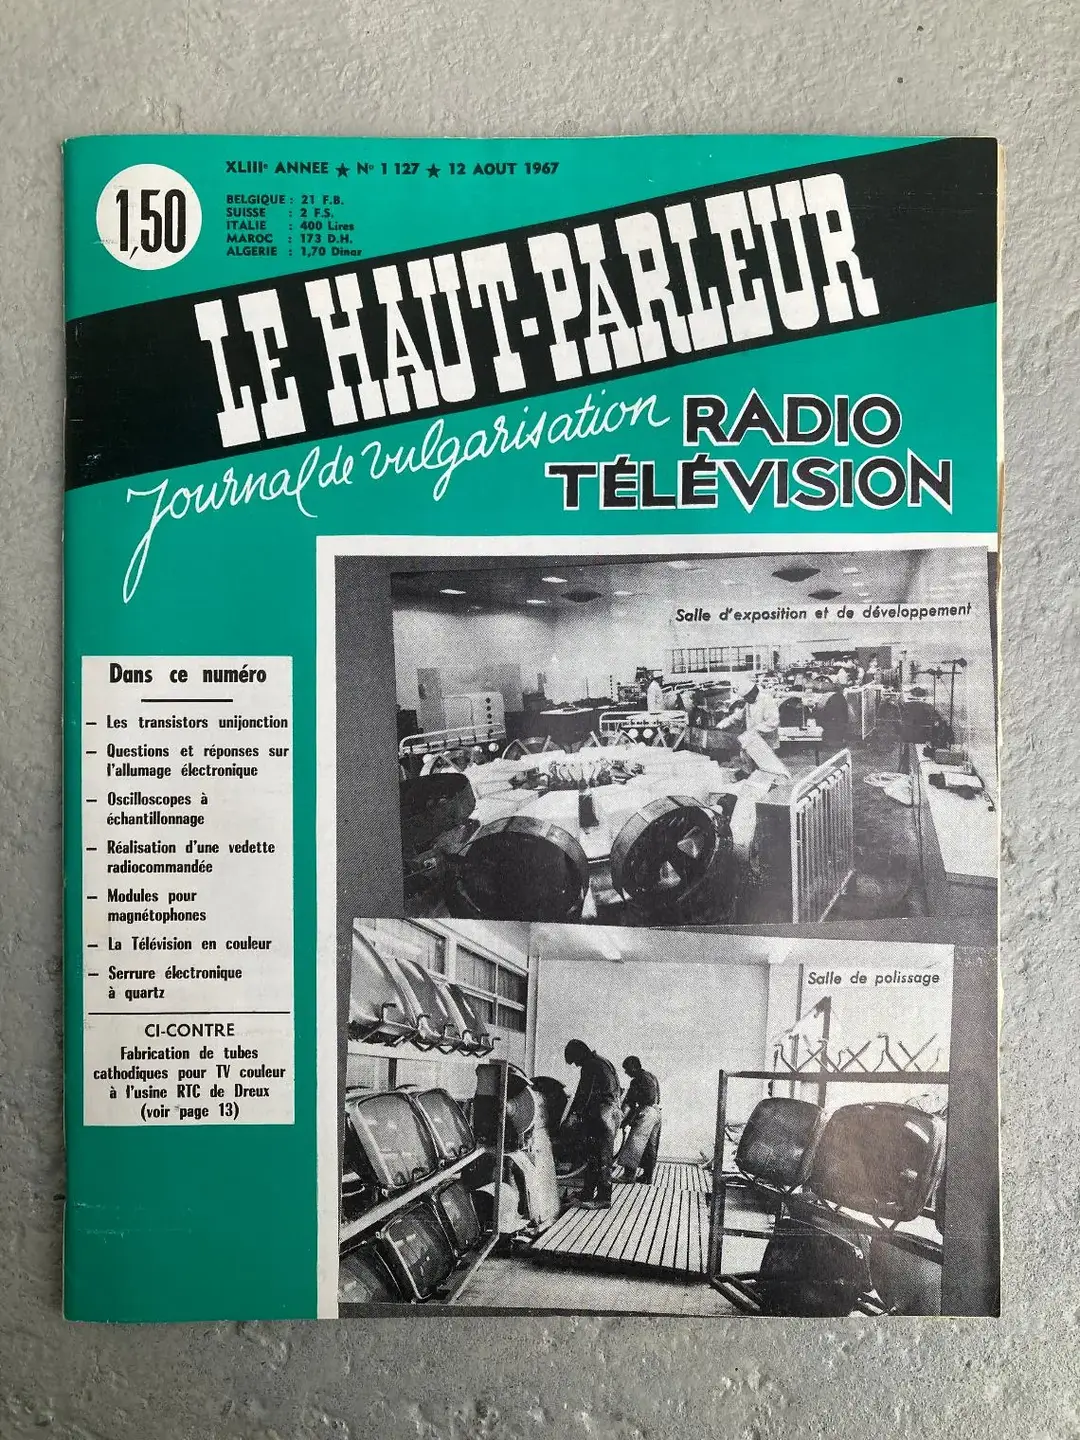 XLIIIe ANNEE ★ No 1 127 ★ 12 AOUT 1967
1,50
BELGIQUE : 21 F.B.
SUISSE : 2 F.S.
ITALIE : 400 Lires
MAROC : 173 D.H.
ALGERIE : 1,70 Dinar
LE HAUT-PARLEUR
Journal de vulgarisation RADIO
TÉLÉVISION
Salle d'exposition et de développement
Dans ce numéro
— Les transistors unijonction
— Questions et réponses sur
l'allumage électronique
— Oscilloscopes à
échantillonnage
— Réalisation d'une vedette
radiocommandée
— Modules pour
magnétophones
— La Télévision en couleur
— Serrure électronique
à quartz
CI-CONTRE
Fabrication de tubes
cathodiques pour TV couleur
à l'usine RTC de Dreux
(voir page 13)
Salle de polissage